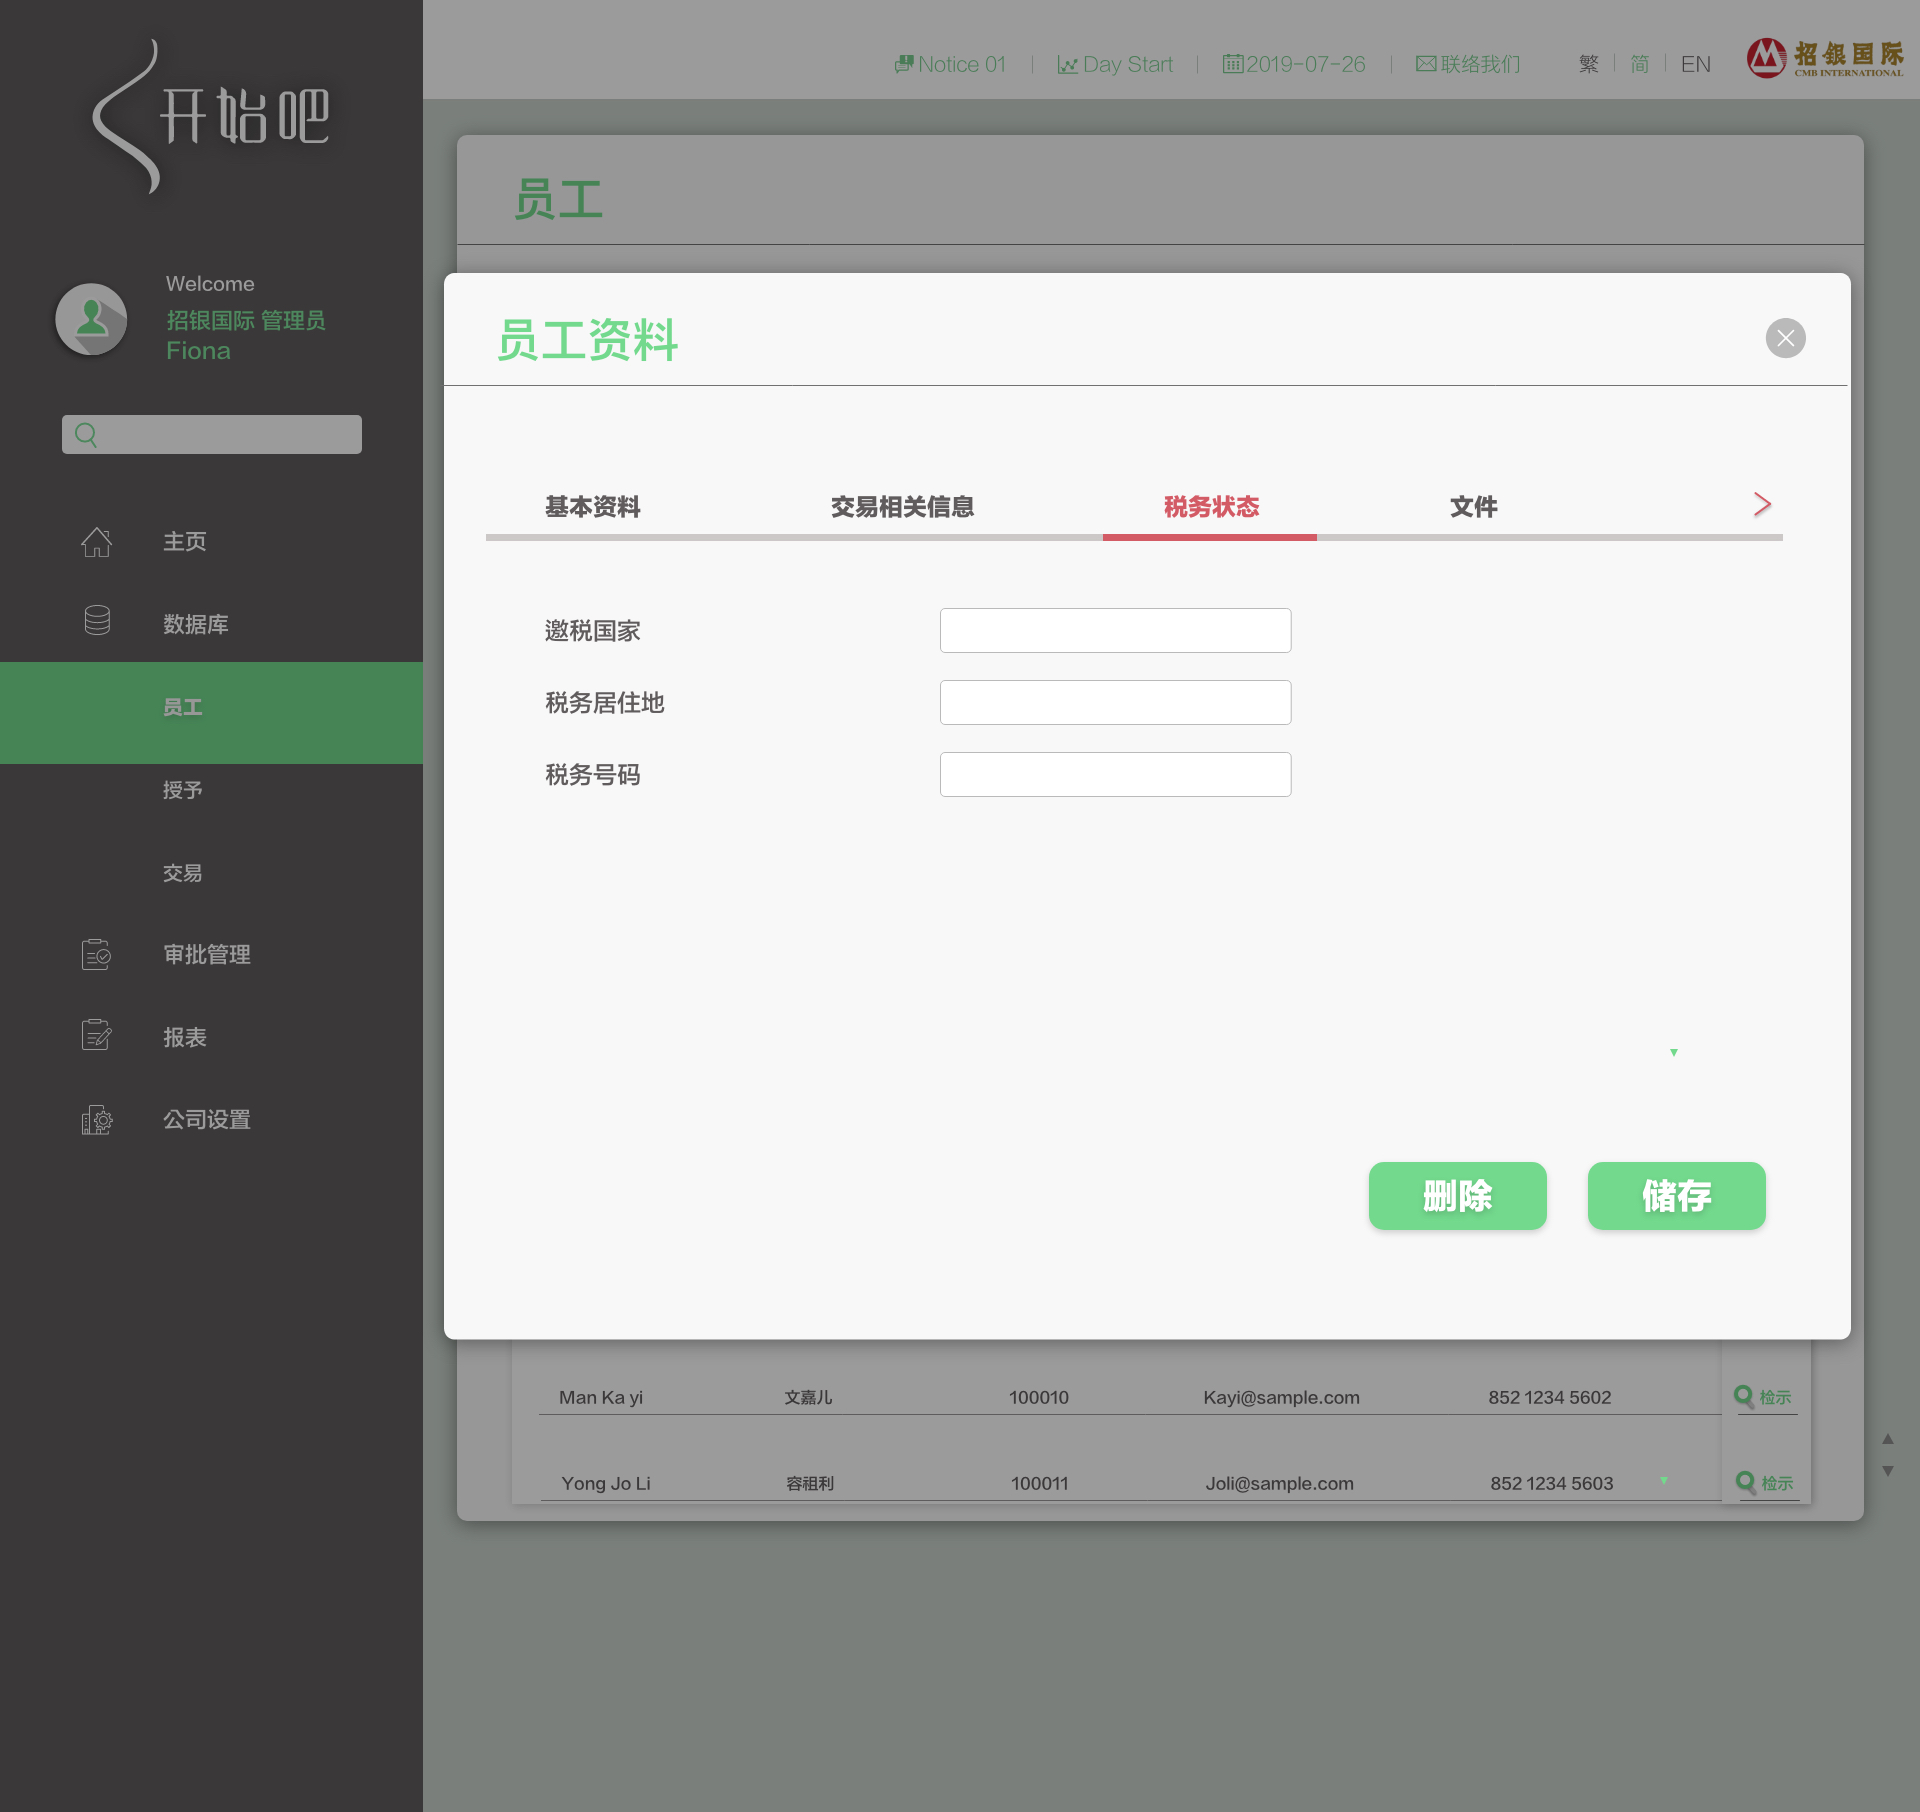 开始吧
Notice 01
Day Start
2019-07-26
联络我们
繁
简
EN
招银国际
CMB INTERNATIONAL
Welcome
招银国际 管理员
Fiona
主页
数据库
员工
授予
交易
审批管理
报表
公司设置
员工
员工资料
基本资料
交易相关信息
税务状态
文件
邀税国家
税务居住地
税务号码
删除
储存
Man Ka yi 文嘉儿 100010 Kayi@sample.com 852 1234 5602 检示
Yong Jo Li 容祖利 100011 Joli@sample.com 852 1234 5603 检示